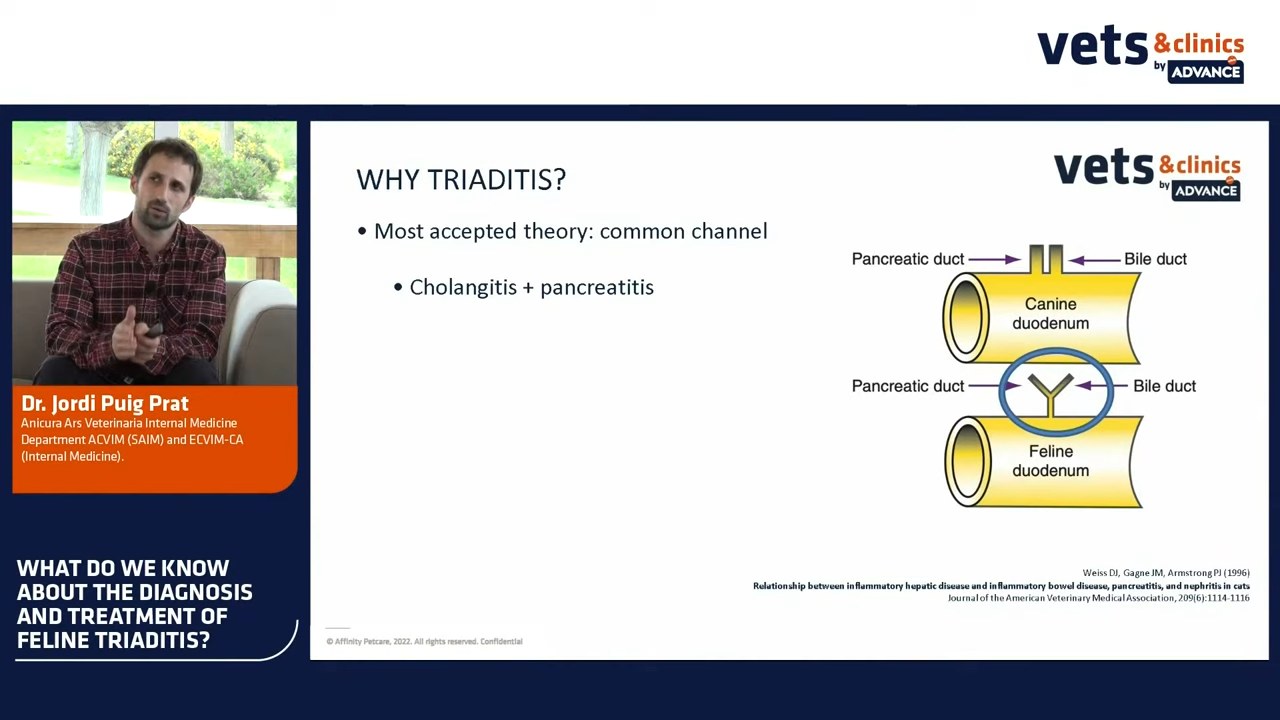 vets &clinics
by ADVANCE
Dr. Jordi Puig Prat
Anicura Ars Veterinaria Internal Medicine
Department ACVIM (SAIM) and ECVIM-CA
(Internal Medicine).
WHAT DO WE KNOW
ABOUT THE DIAGNOSIS
AND TREATMENT OF
FELINE TRIADITIS?
WHY TRIADITIS?
vets &clinics
by ADVANCE
• Most accepted theory: common channel
• Cholangitis + pancreatitis
Pancreatic duct
Bile duct
Canine
duodenum
Pancreatic duct
Bile duct
Feline
duodenum
Weiss DJ, Gagne JM, Armstrong PJ (1996)
Relationship between inflammatory hepatic disease and inflammatory bowel disease, pancreatitis, and nephritis in cats
Journal of the American Veterinary Medical Association, 209(6):1114-1116
© Affinity Petcare, 2022. All rights reserved. Confidential